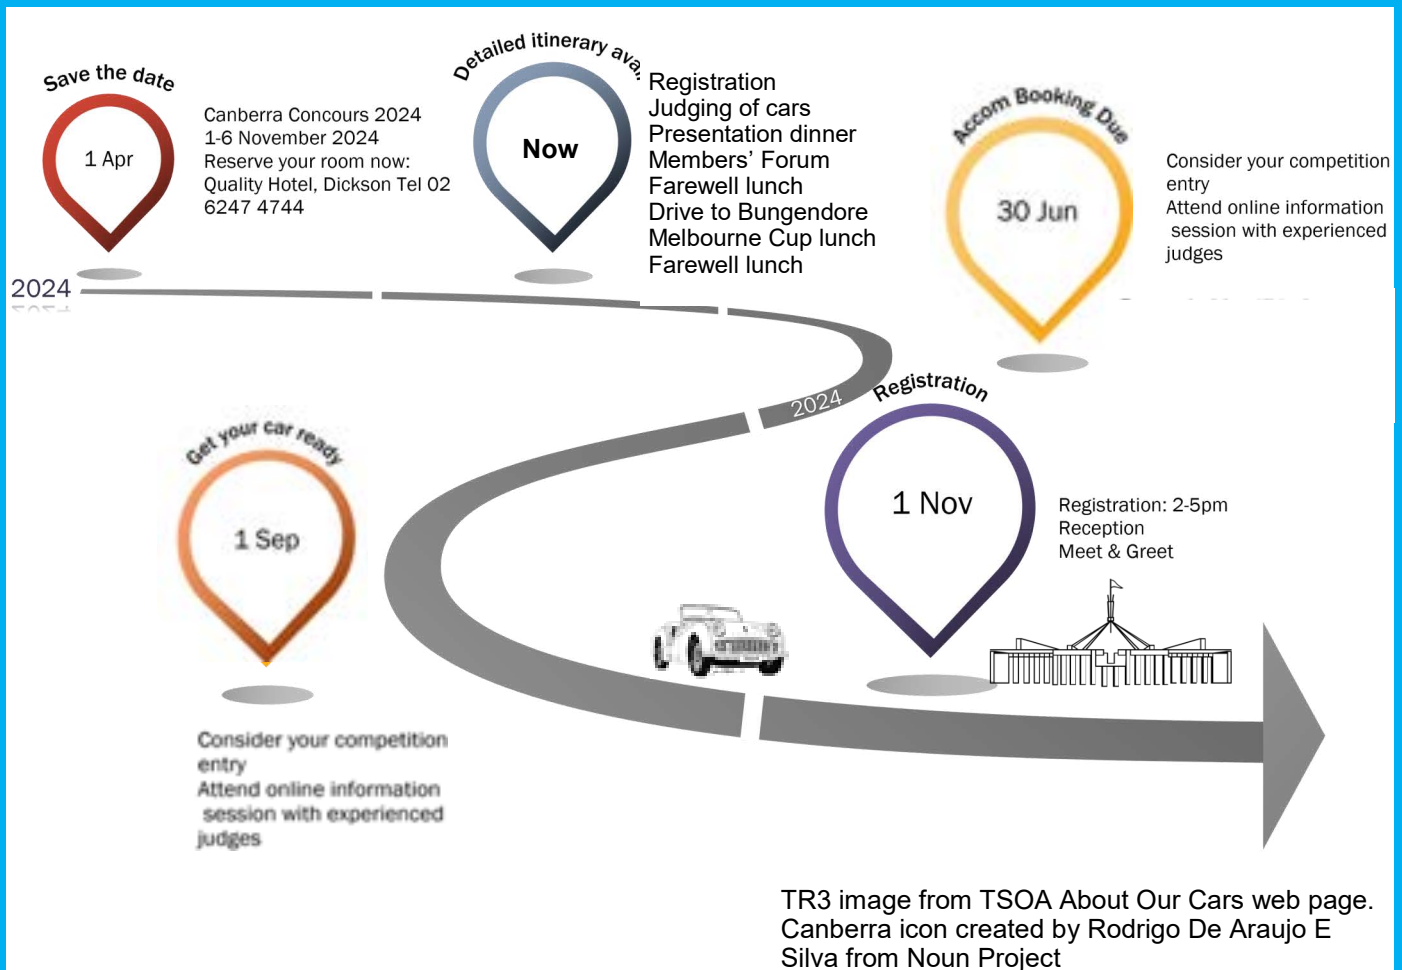 Save the date
1 Apr
Canberra Concours 2024
1-6 November 2024
Reserve your room now:
Quality Hotel, Dickson Tel 02
6247 4744
Detailed itinerary
Now
Registration
Judging of cars
Presentation dinner
Members' Forum
Farewell lunch
Drive to Bungendore
Melbourne Cup lunch
Farewell lunch
Accom Booking Due
30 Jun
Consider your competition
entry
Attend online information
session with experienced
judges
2024
2024
Registration
1 Nov
Registration: 2-5pm
Reception
Meet & Greet
Get your car ready
1 Sep
Consider your competition
entry
Attend online information
session with experienced
judges
TR3 image from TSOA About Our Cars web page.
Canberra icon created by Rodrigo De Araujo E
Silva from Noun Project